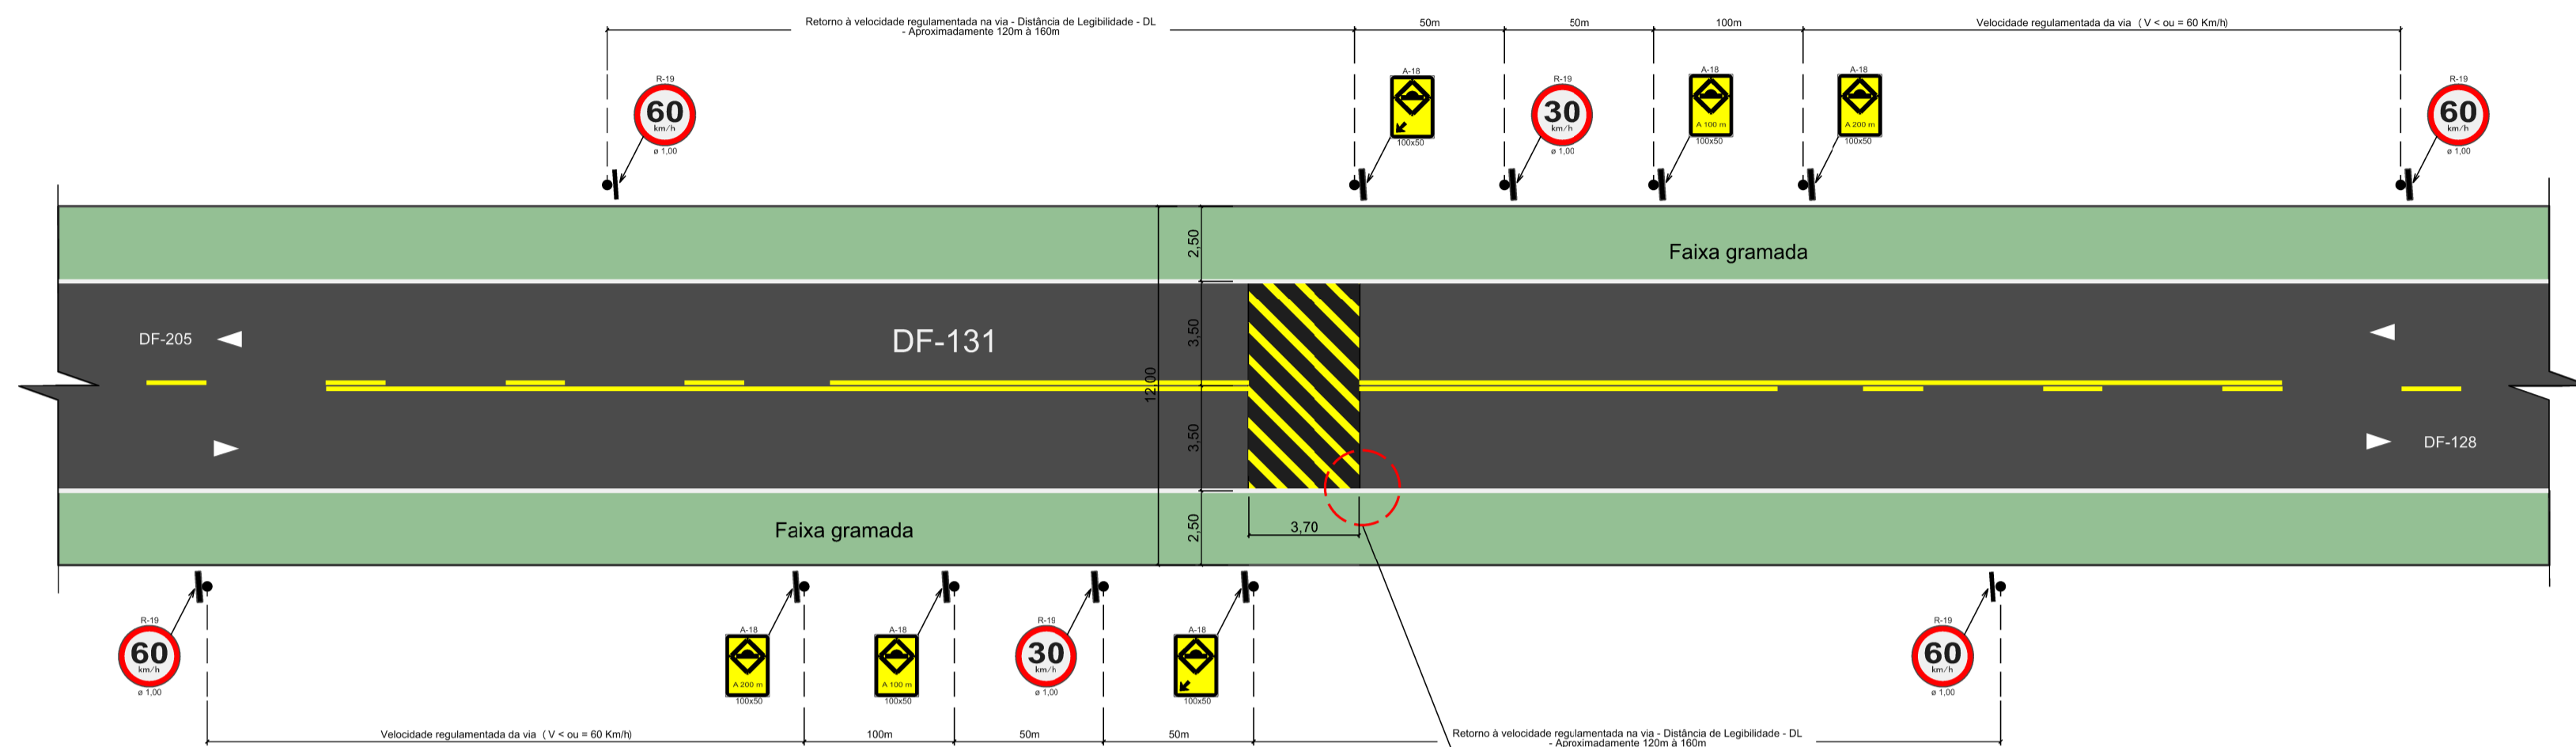 Retorno à velocidade regulamentada na via - Distância de Legibilidade - DL
- Aproximadamente 120m à 160m
50m
50m
100m
Velocidade regulamentada da via ( V < ou = 60 Km/h)
R-19
60
km/h
ø 1,00
A-18
100x50
R-19
30
km/h
ø 1,00
A-18
A 100 m
100x50
A-18
A 200 m
100x50
R-19
60
km/h
ø 1,00
2,50
Faixa gramada
DF-205
DF-131
3,50
12,00
3,50
DF-128
Faixa gramada
2,50
3,70
R-19
60
km/h
ø 1,00
A-18
A 200 m
100x50
A-18
A 100 m
100x50
R-19
30
km/h
ø 1,00
A-18
100x50
R-19
60
km/h
ø 1,00
Velocidade regulamentada da via ( V < ou = 60 Km/h)
100m
50m
50m
Retorno à velocidade regulamentada na via - Distância de Legibilidade - DL
- Aproximadamente 120m à 160m